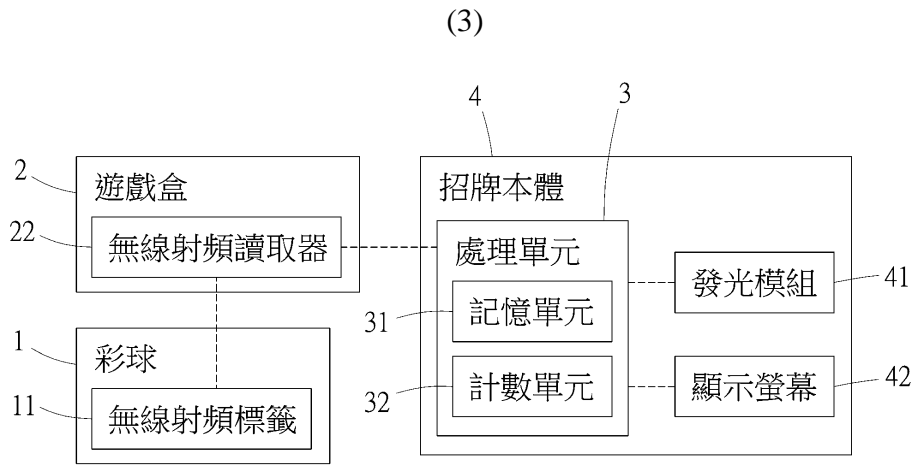 (3)
4
3
2
遊戲盒
招牌本體
22
無線射頻讀取器
處理單元
發光模組
41
31
記憶單元
1
彩球
11
無線射頻標籤
32
計數單元
顯示螢幕
42